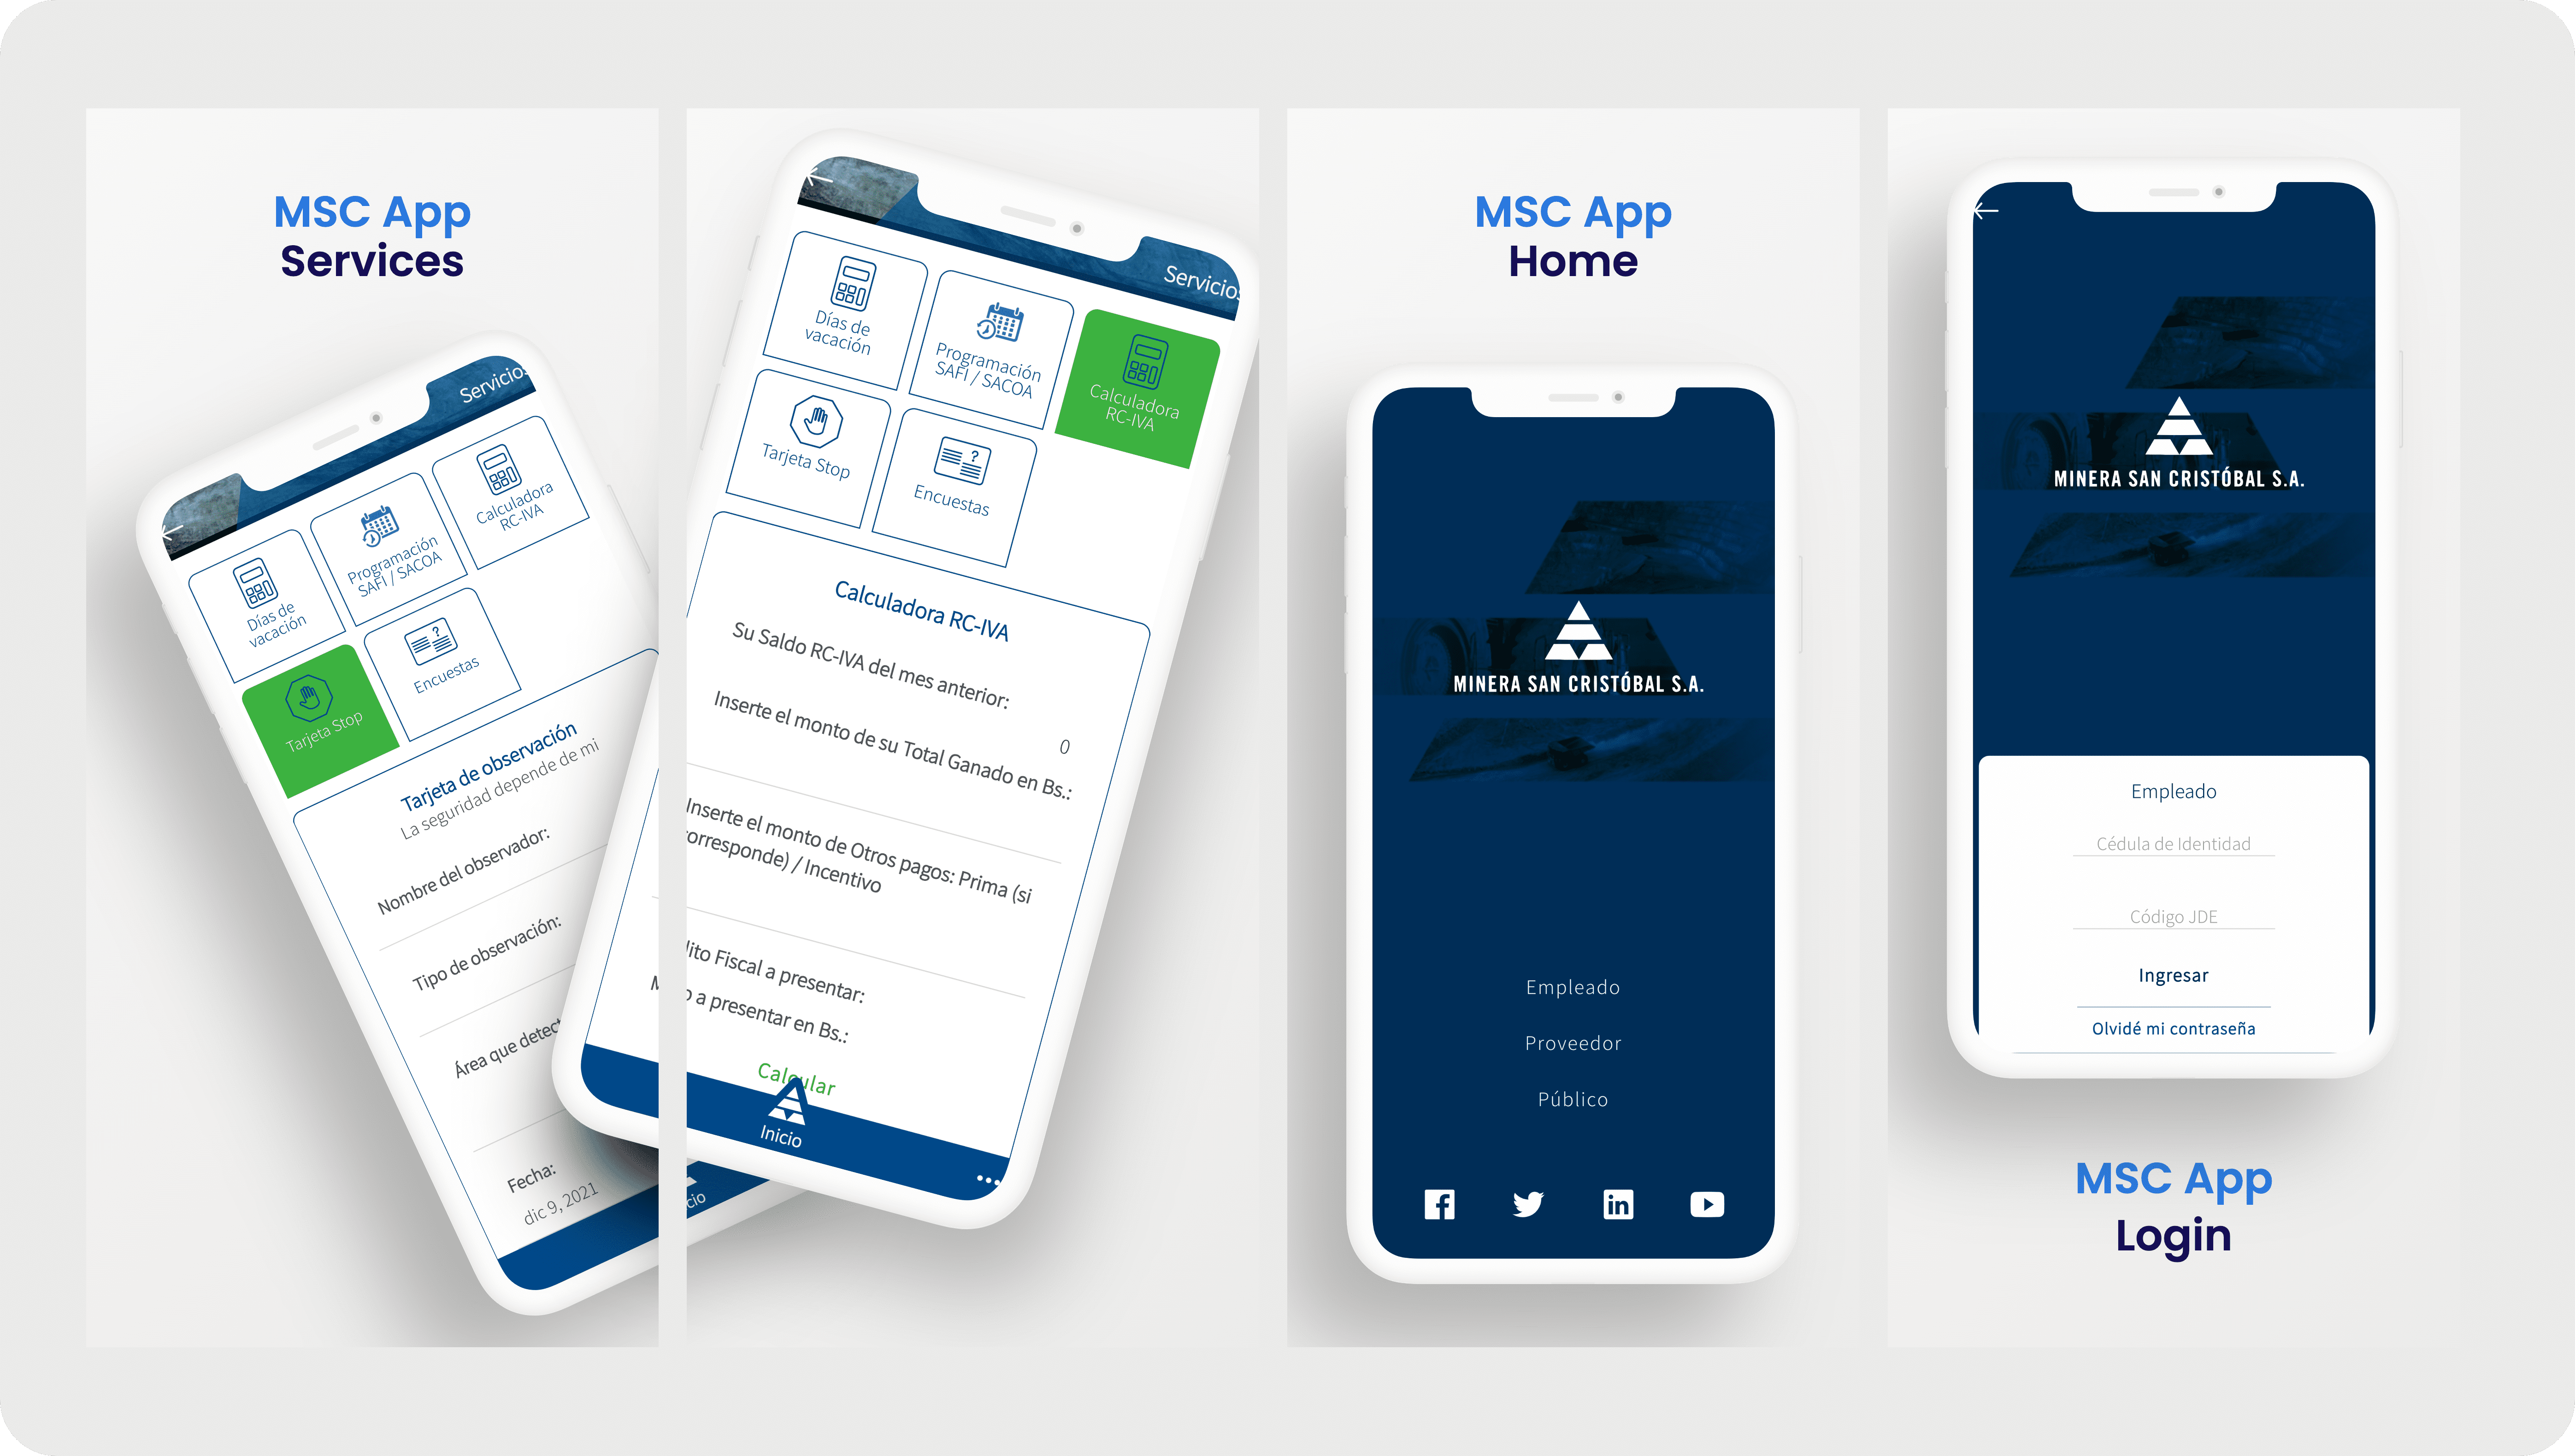 MSC App
Services
Servicios
Días de
vacación
Programación
SAFI / SACOA
Calculadora
RC-IVA
Tarjeta Stop
Encuestas
Tarjeta de observación
La seguridad depende de mi
Nombre del observador:
Tipo de observación:
Área que detect
Fecha:
dic 9, 2021
Servicios
Días de
vacación
Programación
SAFI / SACOA
Calculadora
RC-IVA
Tarjeta Stop
Encuestas
Calculadora RC-IVA
Su Saldo RC-IVA del mes anterior:
0
Inserte el monto de su Total Ganado en Bs.:
Inserte el monto de Otros pagos: Prima (si
orresponde) / Incentivo
ito Fiscal a presentar:
a presentar en Bs.:
Calcular
Inicio
cio
MSC App
Home
MINERA SAN CRISTÓBAL S.A.
Empleado
Proveedor
Público
MINERA SAN CRISTÓBAL S.A.
Empleado
Cédula de Identidad
Código JDE
Ingresar
Olvidé mi contraseña
MSC App
Login